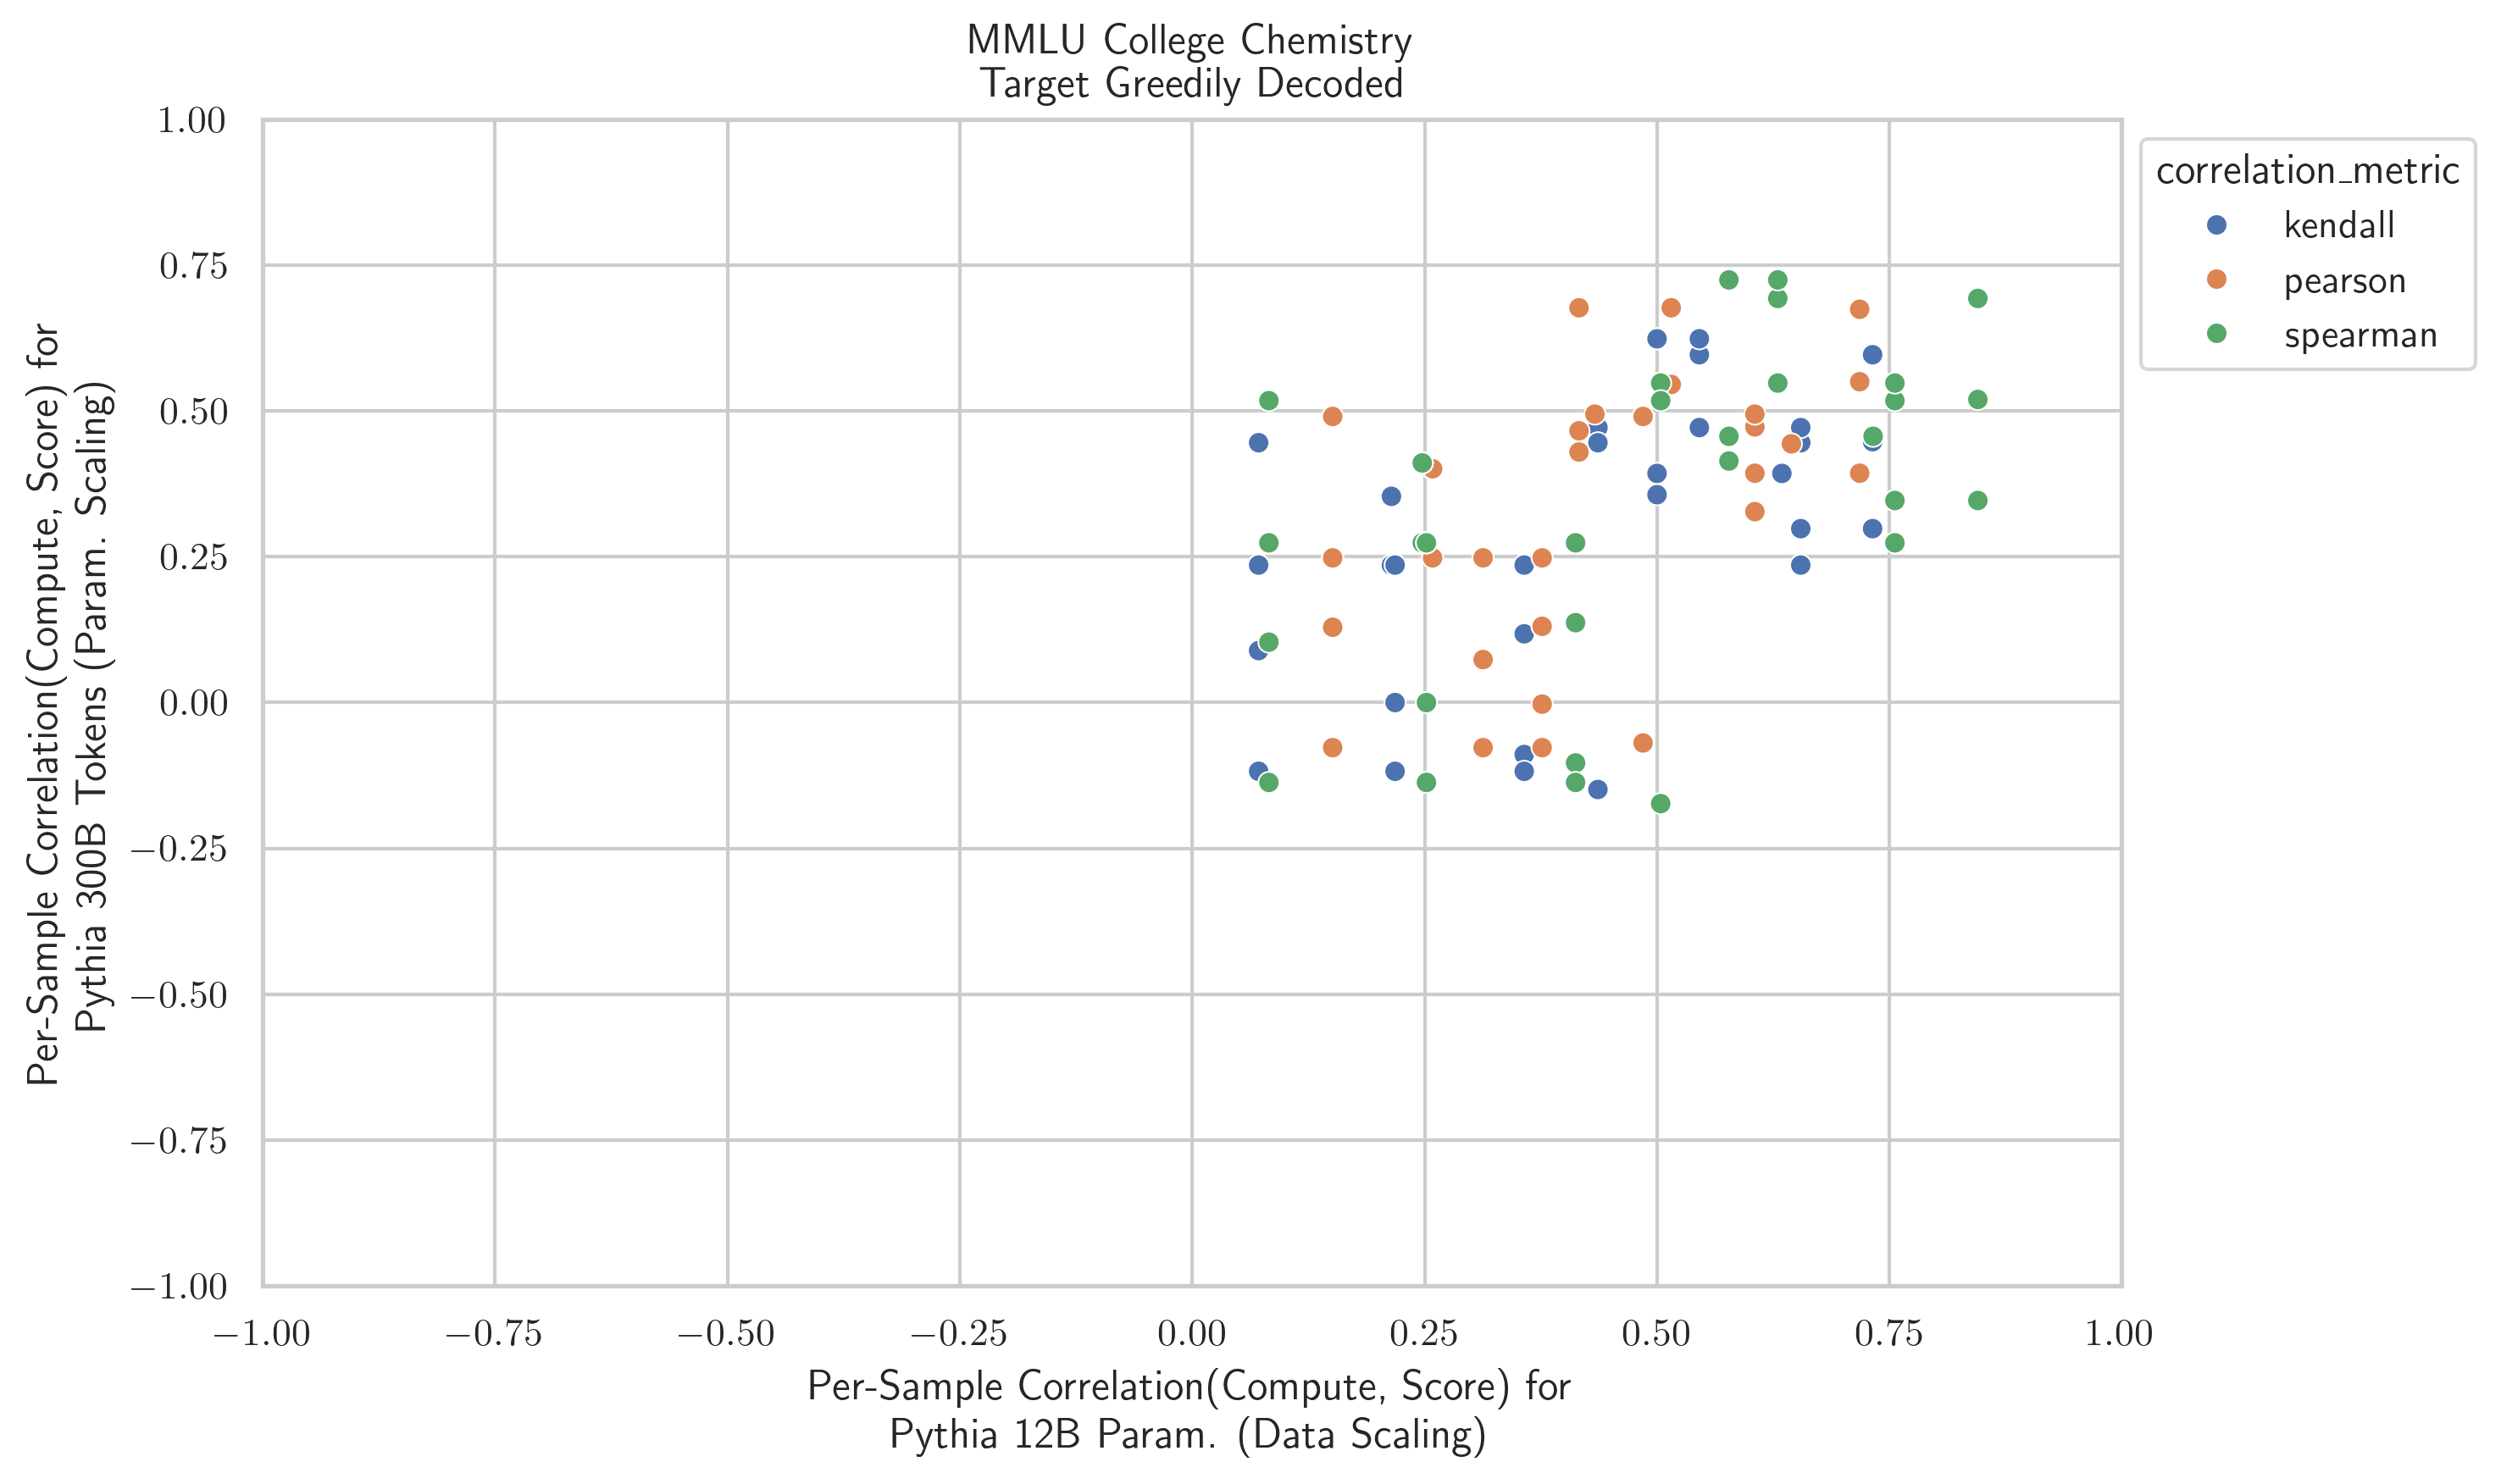 MMLU College Chemistry
Target Greedily Decoded
1.00
0.75
0.50
0.25
0.00
−0.25
−0.50
−0.75
−1.00
Per-Sample Correlation(Compute, Score) for
Pythia 300B Tokens (Param. Scaling)
−1.00
−0.75
−0.50
−0.25
0.00
0.25
0.50
0.75
1.00
Per-Sample Correlation(Compute, Score) for
Pythia 12B Param. (Data Scaling)
correlation_metric
kendall
pearson
spearman